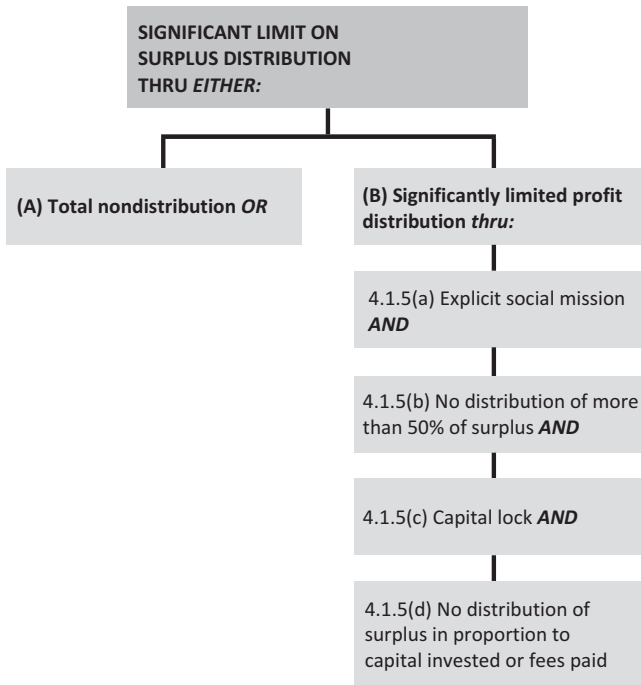 SIGNIFICANT LIMIT ON
SURPLUS DISTRIBUTION
THRU EITHER:
(A) Total nondistribution OR
(B) Significantly limited profit
distribution thru:
4.1.5(a) Explicit social mission
AND
4.1.5(b) No distribution of more
than 50% of surplus AND
4.1.5(c) Capital lock AND
4.1.5(d) No distribution of
surplus in proportion to
capital invested or fees paid